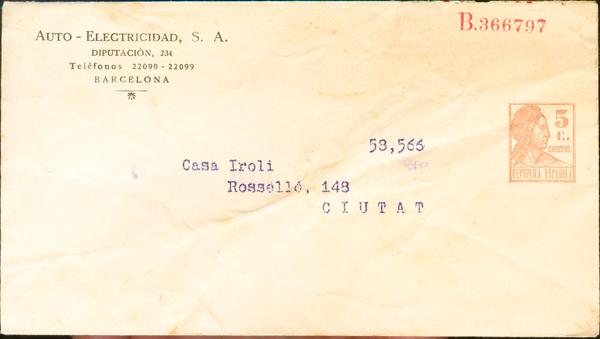 AUTO - ELECTRICIDAD, S. A.
DIPUTACIÓN, 234
Teléfonos 22090 - 22099
BARCELONA
B.366797
5
C.
CORREOS
REPUBLICA ESPAÑOLA
58,566
Casa Iroli
Rosselló, 148
CIUTAT